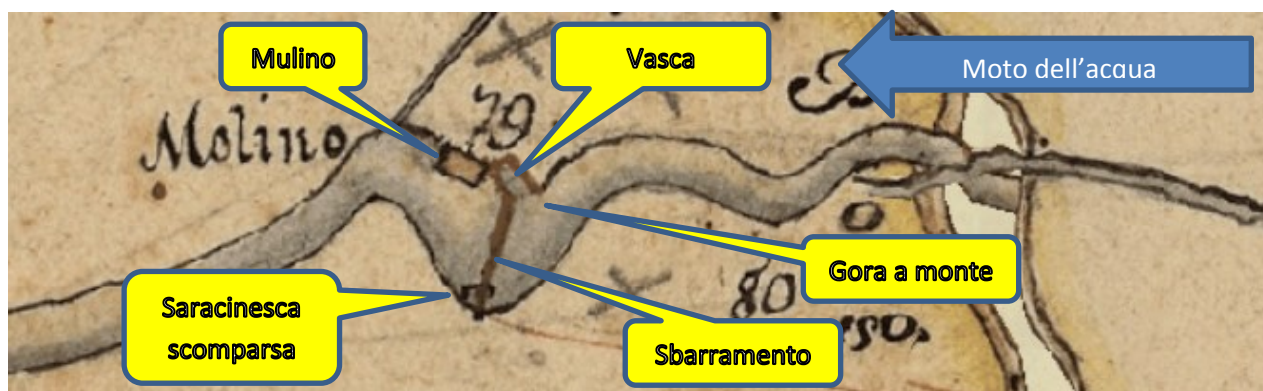 Mulino
Vasca
Moto dell'acqua
Molino
79
Gora a monte
80
Saracinesca
scomparsa
Sbarramento